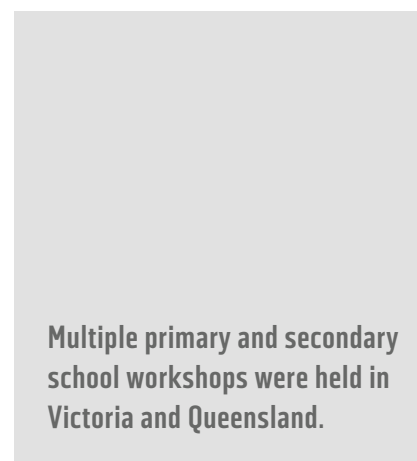 Multiple primary and secondary
school workshops were held in
Victoria and Queensland.